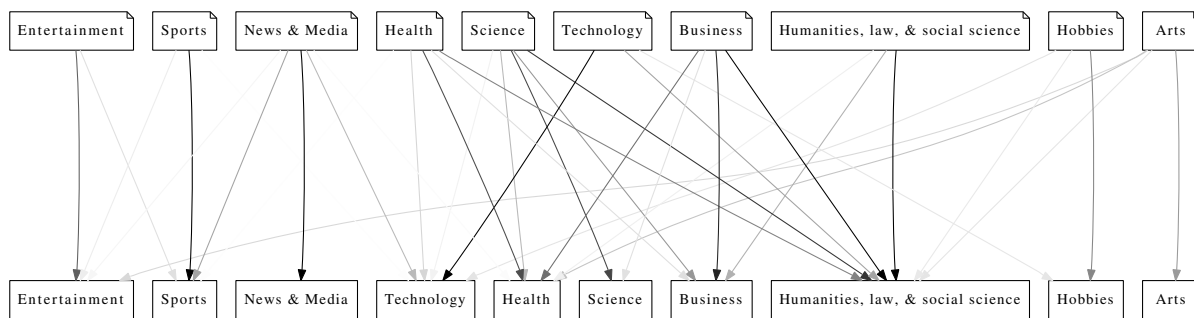 Entertainment
Sports
News & Media
Health
Science
Technology
Business
Humanities, law, & social science
Hobbies
Arts
Entertainment
Sports
News & Media
Technology
Health
Science
Business
Humanities, law, & social science
Hobbies
Arts